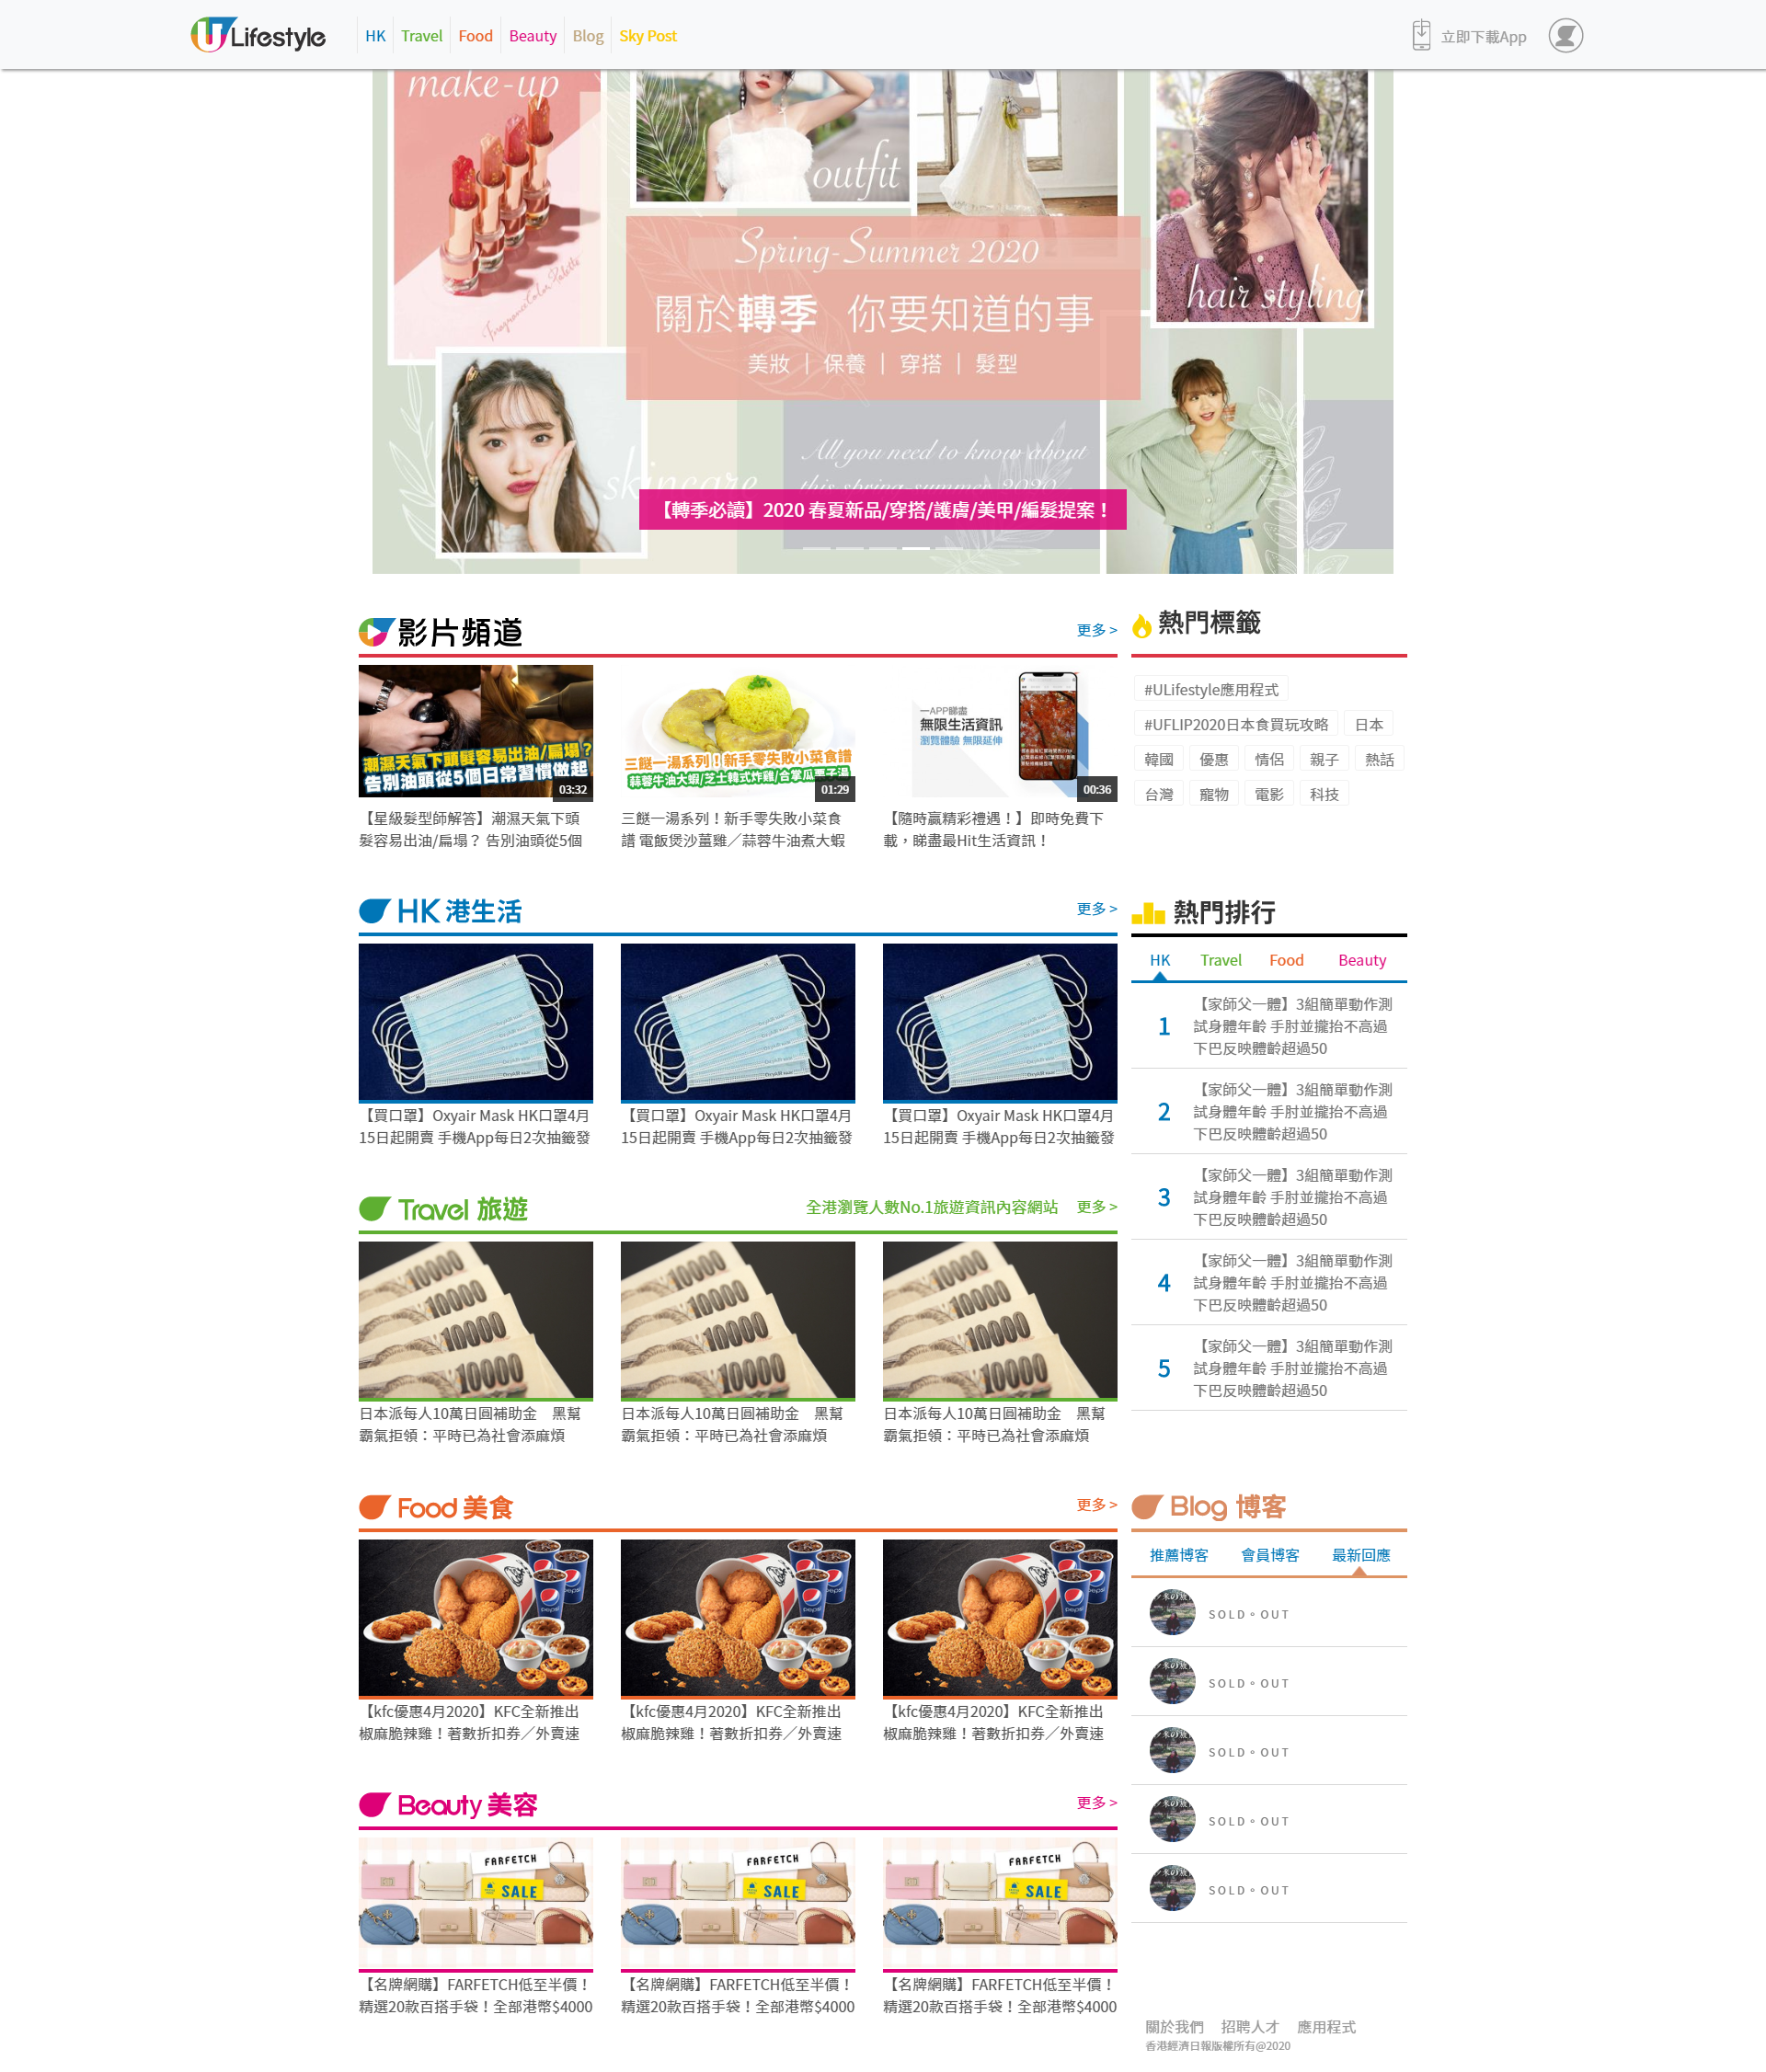 U Lifestyle
HK
Travel
Food
Beauty
Blog
Sky Post
立即下載App
make-up
outfit
Spring-Summer 2020
hair styling
Fragrance Color Palette
關於轉季 你要知道的事
美妝 | 保養 | 穿搭 | 髮型
skincare
All you need to know about
this spring-summer 2020
【轉季必讀】2020 春夏新品/穿搭/護膚/美甲/編髮提案！
影片頻道
更多 >
潮濕天氣下頭髮容易出油/扁塌？
告別油頭從5個日常習慣做起
03:32
三餸一湯系列！新手零失敗小菜食譜
蒜蓉牛油大蝦/芝士韓式炸雞/合掌瓜栗子湯
01:29
一APP睇盡
無限生活資訊
瀏覽體驗 無限延伸
00:36
【星級髮型師解答】潮濕天氣下頭
髮容易出油/扁塌？ 告別油頭從5個
三餸一湯系列！新手零失敗小菜食
譜 電飯煲沙薑雞／蒜蓉牛油煮大蝦
【隨時贏精彩禮遇！】即時免費下
載，睇盡最Hit生活資訊！
熱門標籤
#ULifestyle應用程式
#UFLIP2020日本食買玩攻略 日本
韓國 優惠 情侶 親子 熱話
台灣 寵物 電影 科技
HK 港生活
更多 >
【買口罩】Oxyair Mask HK口罩4月
15日起開賣 手機App每日2次抽籤發
【買口罩】Oxyair Mask HK口罩4月
15日起開賣 手機App每日2次抽籤發
【買口罩】Oxyair Mask HK口罩4月
15日起開賣 手機App每日2次抽籤發
熱門排行
HK Travel Food Beauty
1
【家師父一體】3組簡單動作測
試身體年齡 手肘並攏抬不高過
下巴反映體齡超過50
2
【家師父一體】3組簡單動作測
試身體年齡 手肘並攏抬不高過
下巴反映體齡超過50
3
【家師父一體】3組簡單動作測
試身體年齡 手肘並攏抬不高過
下巴反映體齡超過50
4
【家師父一體】3組簡單動作測
試身體年齡 手肘並攏抬不高過
下巴反映體齡超過50
5
【家師父一體】3組簡單動作測
試身體年齡 手肘並攏抬不高過
下巴反映體齡超過50
Travel 旅遊
全港瀏覽人數No.1旅遊資訊內容網站 更多 >
10000
10000
10000
10000
10000
10000
10000
10000
10000
10000
10000
10000
日本派每人10萬日圓補助金　黑幫
霸氣拒領：平時已為社會添麻煩
日本派每人10萬日圓補助金　黑幫
霸氣拒領：平時已為社會添麻煩
日本派每人10萬日圓補助金　黑幫
霸氣拒領：平時已為社會添麻煩
Food 美食
更多 >
pepsi
pepsi
pepsi
【kfc優惠4月2020】KFC全新推出
椒麻脆辣雞！著數折扣券／外賣速
【kfc優惠4月2020】KFC全新推出
椒麻脆辣雞！著數折扣券／外賣速
【kfc優惠4月2020】KFC全新推出
椒麻脆辣雞！著數折扣券／外賣速
Blog 博客
推薦博客 會員博客 最新回應
SOLD。OUT
SOLD。OUT
SOLD。OUT
SOLD。OUT
SOLD。OUT
Beauty 美容
更多 >
FARFETCH
SALE
FARFETCH
SALE
FARFETCH
SALE
【名牌網購】FARFETCH低至半價！
精選20款百搭手袋！全部港幣$4000
【名牌網購】FARFETCH低至半價！
精選20款百搭手袋！全部港幣$4000
【名牌網購】FARFETCH低至半價！
精選20款百搭手袋！全部港幣$4000
關於我們 招聘人才 應用程式
香港經濟日報版權所有@2020